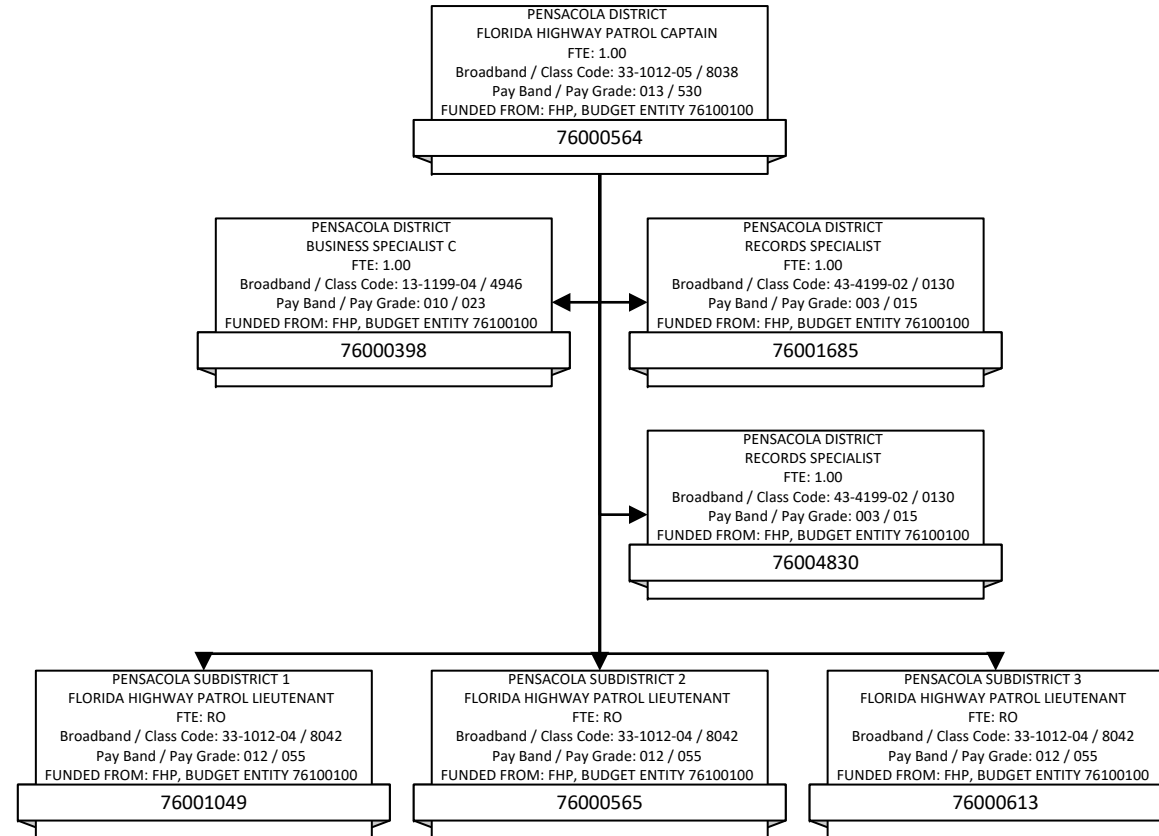 PENSACOLA DISTRICT
FLORIDA HIGHWAY PATROL CAPTAIN
FTE: 1.00
Broadband / Class Code: 33-1012-05 / 8038
Pay Band / Pay Grade: 013 / 530
FUNDED FROM: FHP, BUDGET ENTITY 76100100
76000564
PENSACOLA DISTRICT
BUSINESS SPECIALIST C
FTE: 1.00
Broadband / Class Code: 13-1199-04 / 4946
Pay Band / Pay Grade: 010 / 023
FUNDED FROM: FHP, BUDGET ENTITY 76100100
76000398
PENSACOLA DISTRICT
RECORDS SPECIALIST
FTE: 1.00
Broadband / Class Code: 43-4199-02 / 0130
Pay Band / Pay Grade: 003 / 015
FUNDED FROM: FHP, BUDGET ENTITY 76100100
76001685
PENSACOLA DISTRICT
RECORDS SPECIALIST
FTE: 1.00
Broadband / Class Code: 43-4199-02 / 0130
Pay Band / Pay Grade: 003 / 015
FUNDED FROM: FHP, BUDGET ENTITY 76100100
76004830
PENSACOLA SUBDISTRICT 1
FLORIDA HIGHWAY PATROL LIEUTENANT
FTE: RO
Broadband / Class Code: 33-1012-04 / 8042
Pay Band / Pay Grade: 012 / 055
FUNDED FROM: FHP, BUDGET ENTITY 76100100
76001049
PENSACOLA SUBDISTRICT 2
FLORIDA HIGHWAY PATROL LIEUTENANT
FTE: RO
Broadband / Class Code: 33-1012-04 / 8042
Pay Band / Pay Grade: 012 / 055
FUNDED FROM: FHP, BUDGET ENTITY 76100100
76000565
PENSACOLA SUBDISTRICT 3
FLORIDA HIGHWAY PATROL LIEUTENANT
FTE: RO
Broadband / Class Code: 33-1012-04 / 8042
Pay Band / Pay Grade: 012 / 055
FUNDED FROM: FHP, BUDGET ENTITY 76100100
76000613